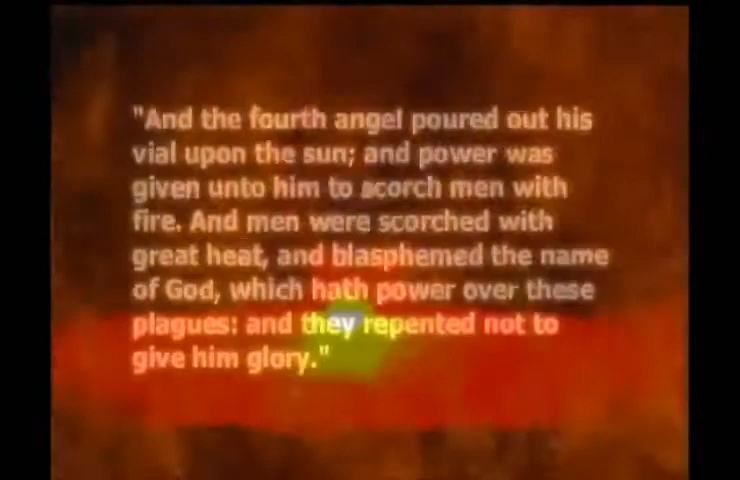 "And the fourth angel poured out his
vial upon the sun; and power was
given unto him to scorch men with
fire. And men were scorched with
great heat, and blasphemed the name
of God, which hath power over these
plagues: and they repented not to
give him glory."